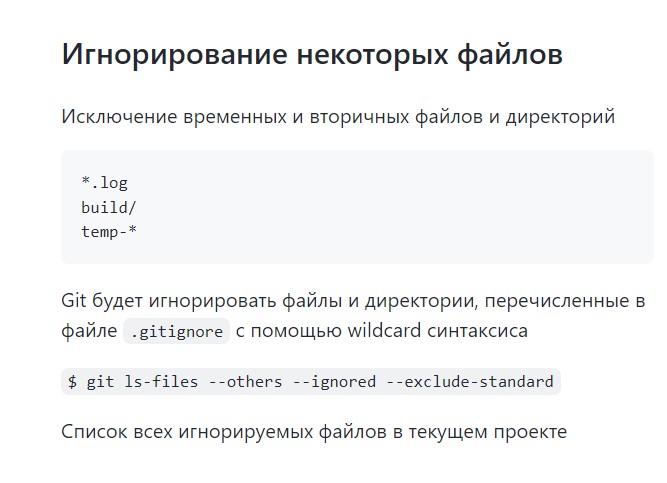 Игнорирование некоторых файлов
Исключение временных и вторичных файлов и директорий
*.log
build/
temp-*
Git будет игнорировать файлы и директории, перечисленные в
файле .gitignore с помощью wildcard синтаксиса
$ git ls-files --others --ignored --exclude-standard
Список всех игнорируемых файлов в текущем проекте